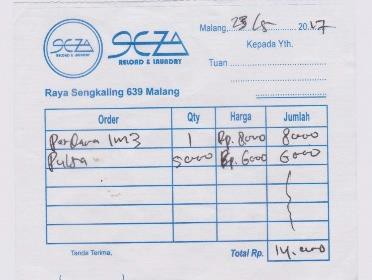 SEZA SEZA Malang, 23/5 2017
RELOAD & LAUNDRY Kepada Yth.
Tuan
Raya Sengkaling 639 Malang
Order Qty Harga Jumlah
Perdana IM3 1 Rp. 8000 8000
Pulsa 5000 Rp. 6000 6000
Tanda Terima, Total Rp. 14.000